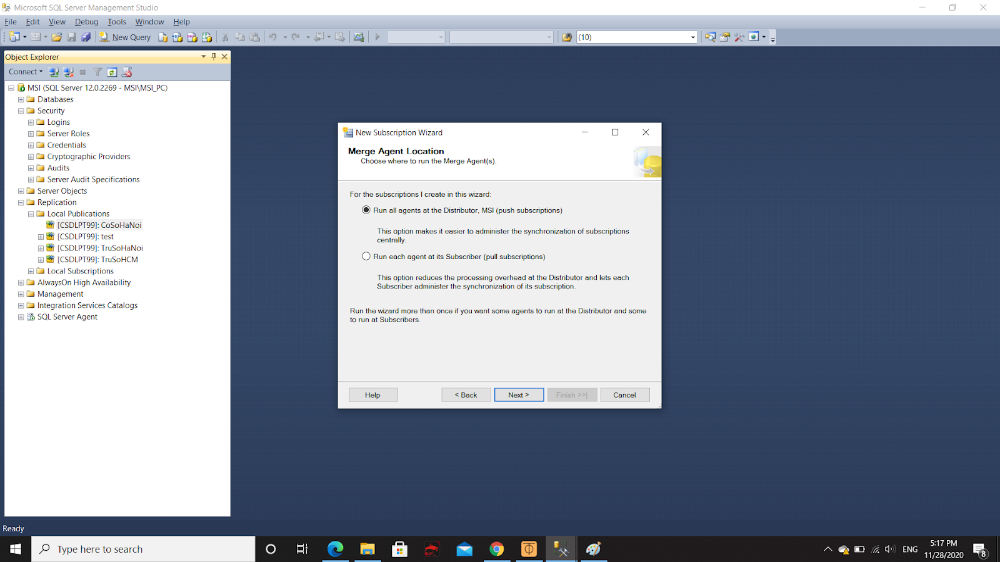 Microsoft SQL Server Management Studio
File Edit View Debug Tools Window Help
New Query
(10)
Object Explorer
Connect
MSI (SQL Server 12.0.2269 - MSI\MSI_PC)
Databases
Security
Logins
Server Roles
Credentials
Cryptographic Providers
Audits
Server Audit Specifications
Server Objects
Replication
Local Publications
[CSDLPT99]: CoSoHaNoi
[CSDLPT99]: test
[CSDLPT99]: TruSoHaNoi
[CSDLPT99]: TruSoHCM
Local Subscriptions
AlwaysOn High Availability
Management
Integration Services Catalogs
SQL Server Agent
New Subscription Wizard
Merge Agent Location
Choose where to run the Merge Agent(s).
For the subscriptions I create in this wizard:
Run all agents at the Distributor, MSI (push subscriptions)
This option makes it easier to administer the synchronization of subscriptions
centrally.
Run each agent at its Subscriber (pull subscriptions)
This option reduces the processing overhead at the Distributor and lets each
Subscriber administer the synchronization of its subscription.
Run the wizard more than once if you want some agents to run at the Distributor and some
to run at Subscribers.
Help < Back Next > Finish >>| Cancel
Ready
Type here to search
ENG
5:17 PM
11/28/2020
8